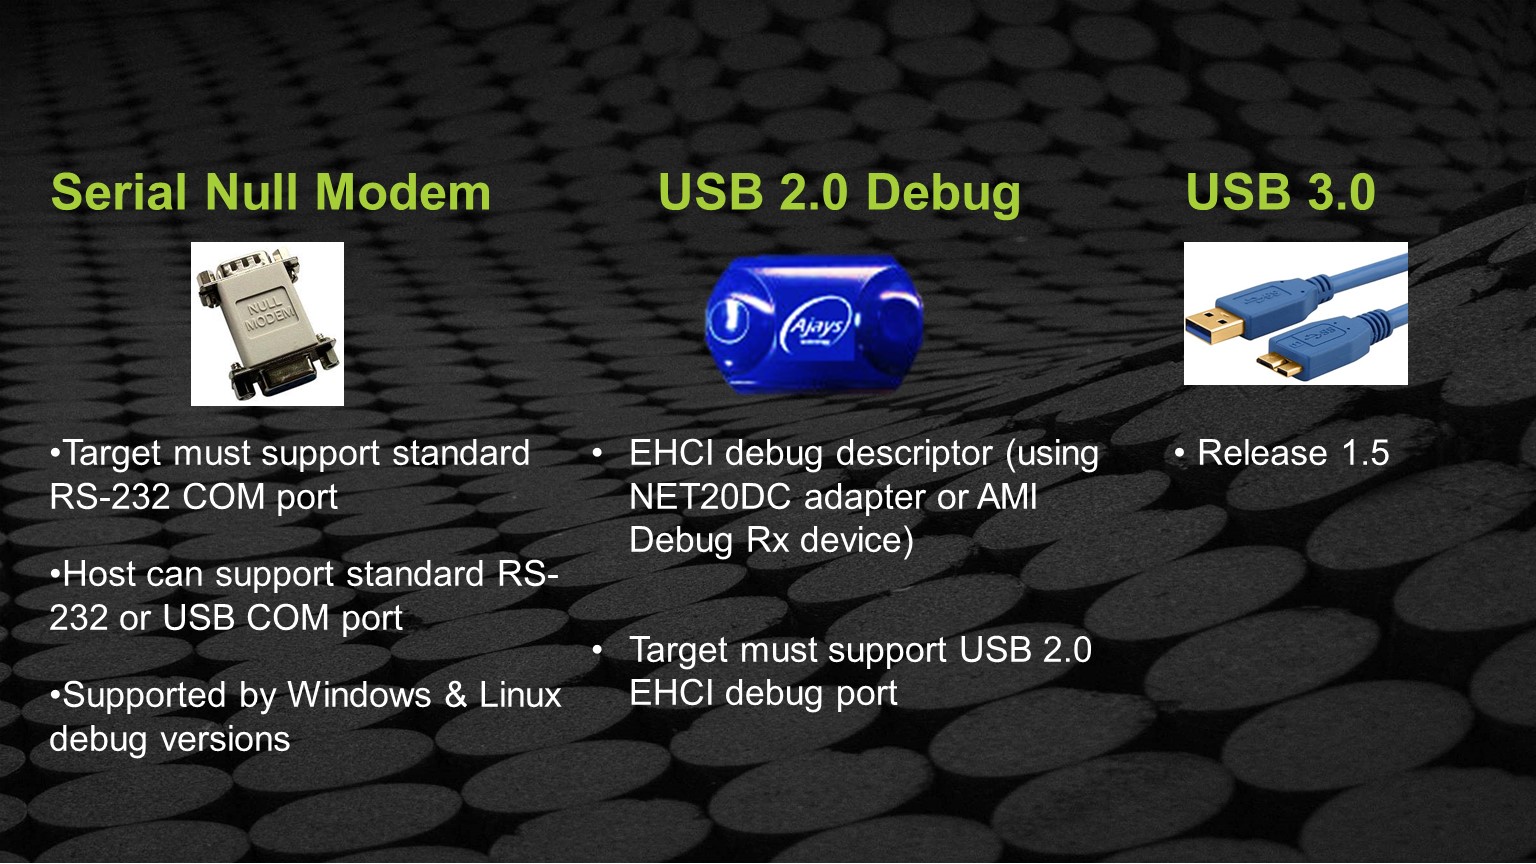 Serial Null Modem
NULL
MODEM
•Target must support standard
RS-232 COM port
•Host can support standard RS-
232 or USB COM port
•Supported by Windows & Linux
debug versions
USB 2.0 Debug
Ajays
• EHCI debug descriptor (using
NET20DC adapter or AMI
Debug Rx device)
• Target must support USB 2.0
EHCI debug port
USB 3.0
• Release 1.5